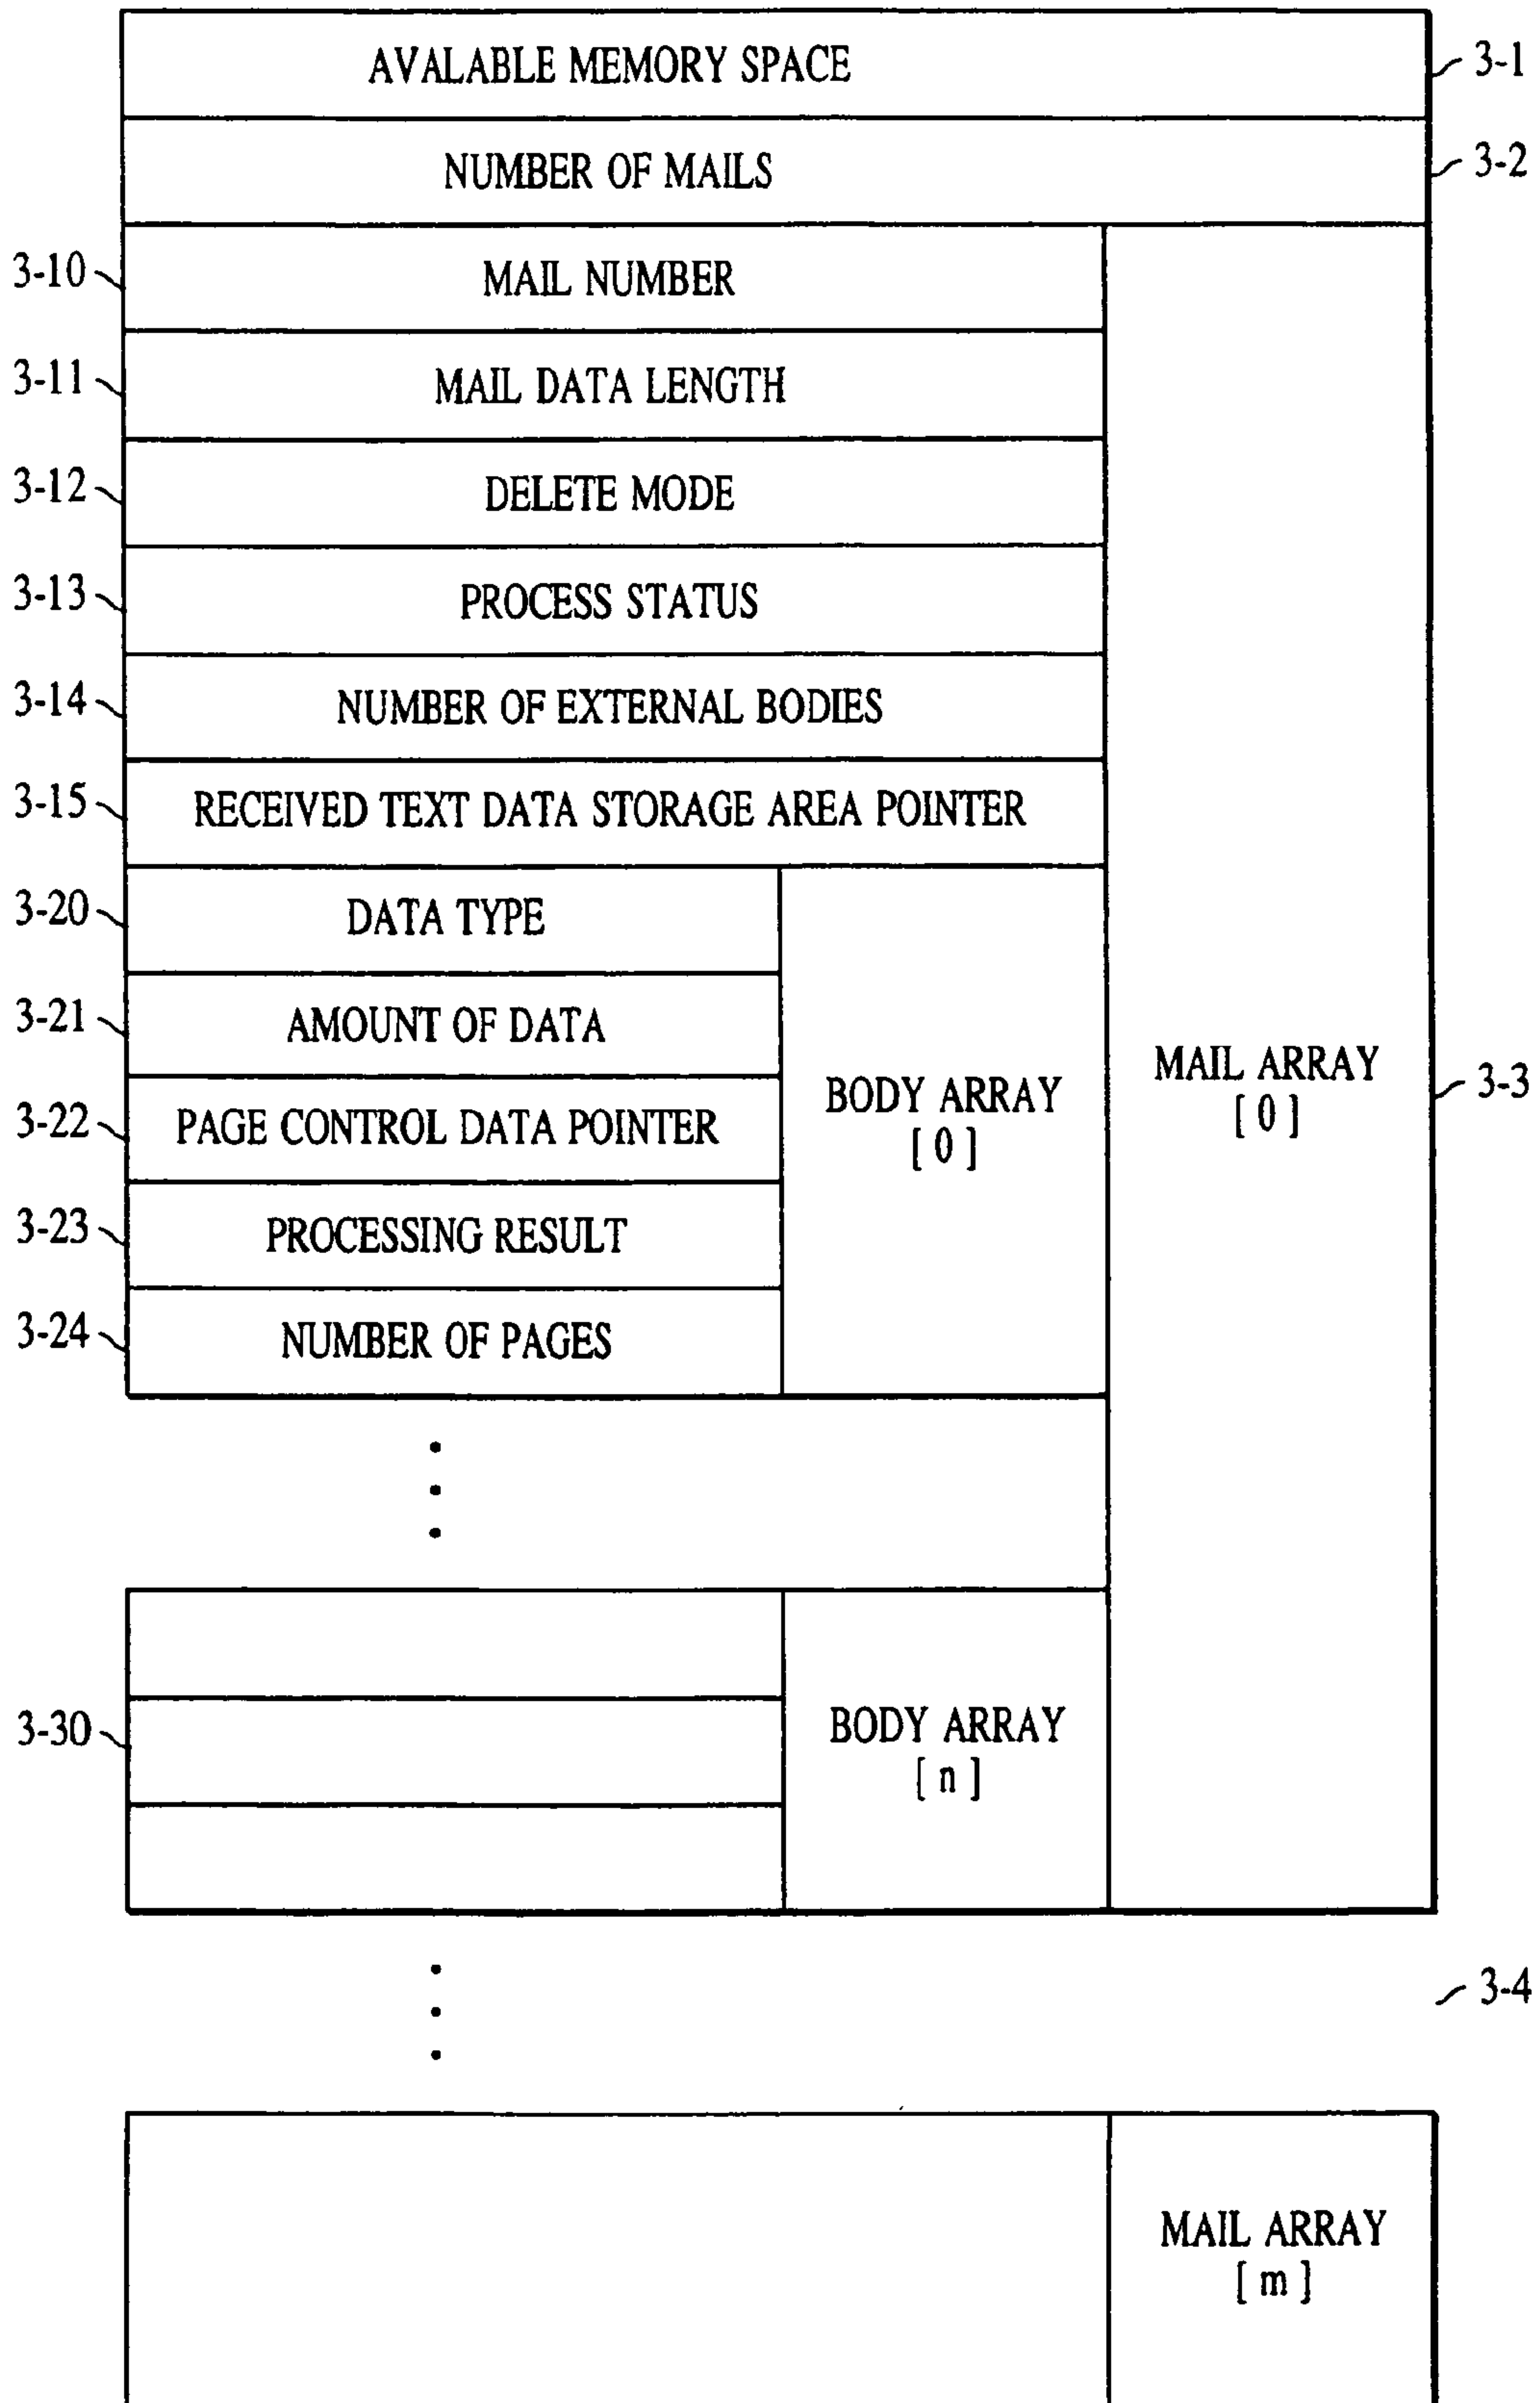 AVALABLE MEMORY SPACE 3-1
NUMBER OF MAILS 3-2
3-10 MAIL NUMBER
3-11 MAIL DATA LENGTH
3-12 DELETE MODE
3-13 PROCESS STATUS
3-14 NUMBER OF EXTERNAL BODIES
3-15 RECEIVED TEXT DATA STORAGE AREA POINTER
3-20 DATA TYPE
3-21 AMOUNT OF DATA
3-22 PAGE CONTROL DATA POINTER
3-23 PROCESSING RESULT
3-24 NUMBER OF PAGES
BODY ARRAY
[ 0 ]
MAIL ARRAY
[ 0 ]
3-3
3-30
BODY ARRAY
[ n ]
3-4
MAIL ARRAY
[ m ]